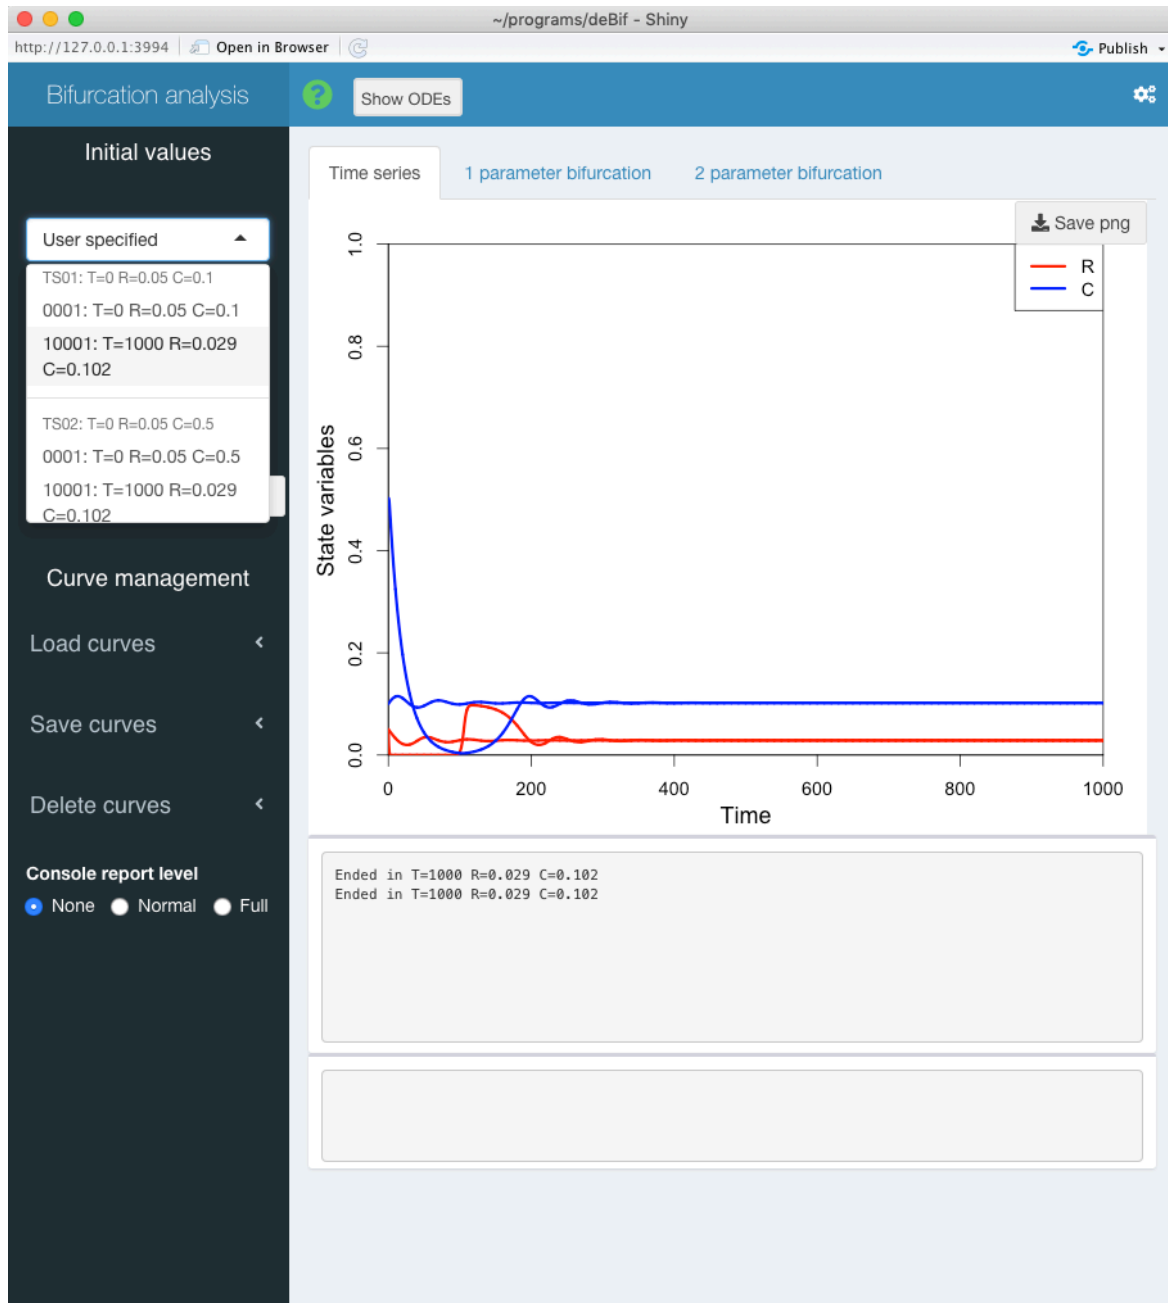 ~/programs/deBif - Shiny
http://127.0.0.1:3994
Open in Browser
Publish
Bifurcation analysis
?
Show ODEs
Initial values
User specified
TS01: T=0 R=0.05 C=0.1
0001: T=0 R=0.05 C=0.1
10001: T=1000 R=0.029
C=0.102
TS02: T=0 R=0.05 C=0.5
0001: T=0 R=0.05 C=0.5
10001: T=1000 R=0.029
C=0.102
Curve management
Load curves
Save curves
Delete curves
Console report level
None
Normal
Full
Time series
1 parameter bifurcation
2 parameter bifurcation
Save png
R
C
State variables
1.0
0.8
0.6
0.4
0.2
0.0
0
200
400
600
800
1000
Time
Ended in T=1000 R=0.029 C=0.102
Ended in T=1000 R=0.029 C=0.102